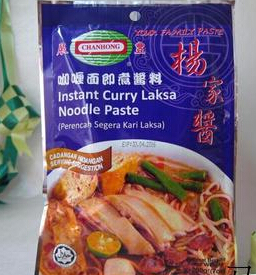 YOUR FAMILY PASTE
CHANHONG
咖喱面即煮醬料
楊家醬
Instant Curry Laksa
Noodle Paste
(Perencah Segera Kari Laksa)
CADANGAN HIDANGAN
SERVING SUGGESTION